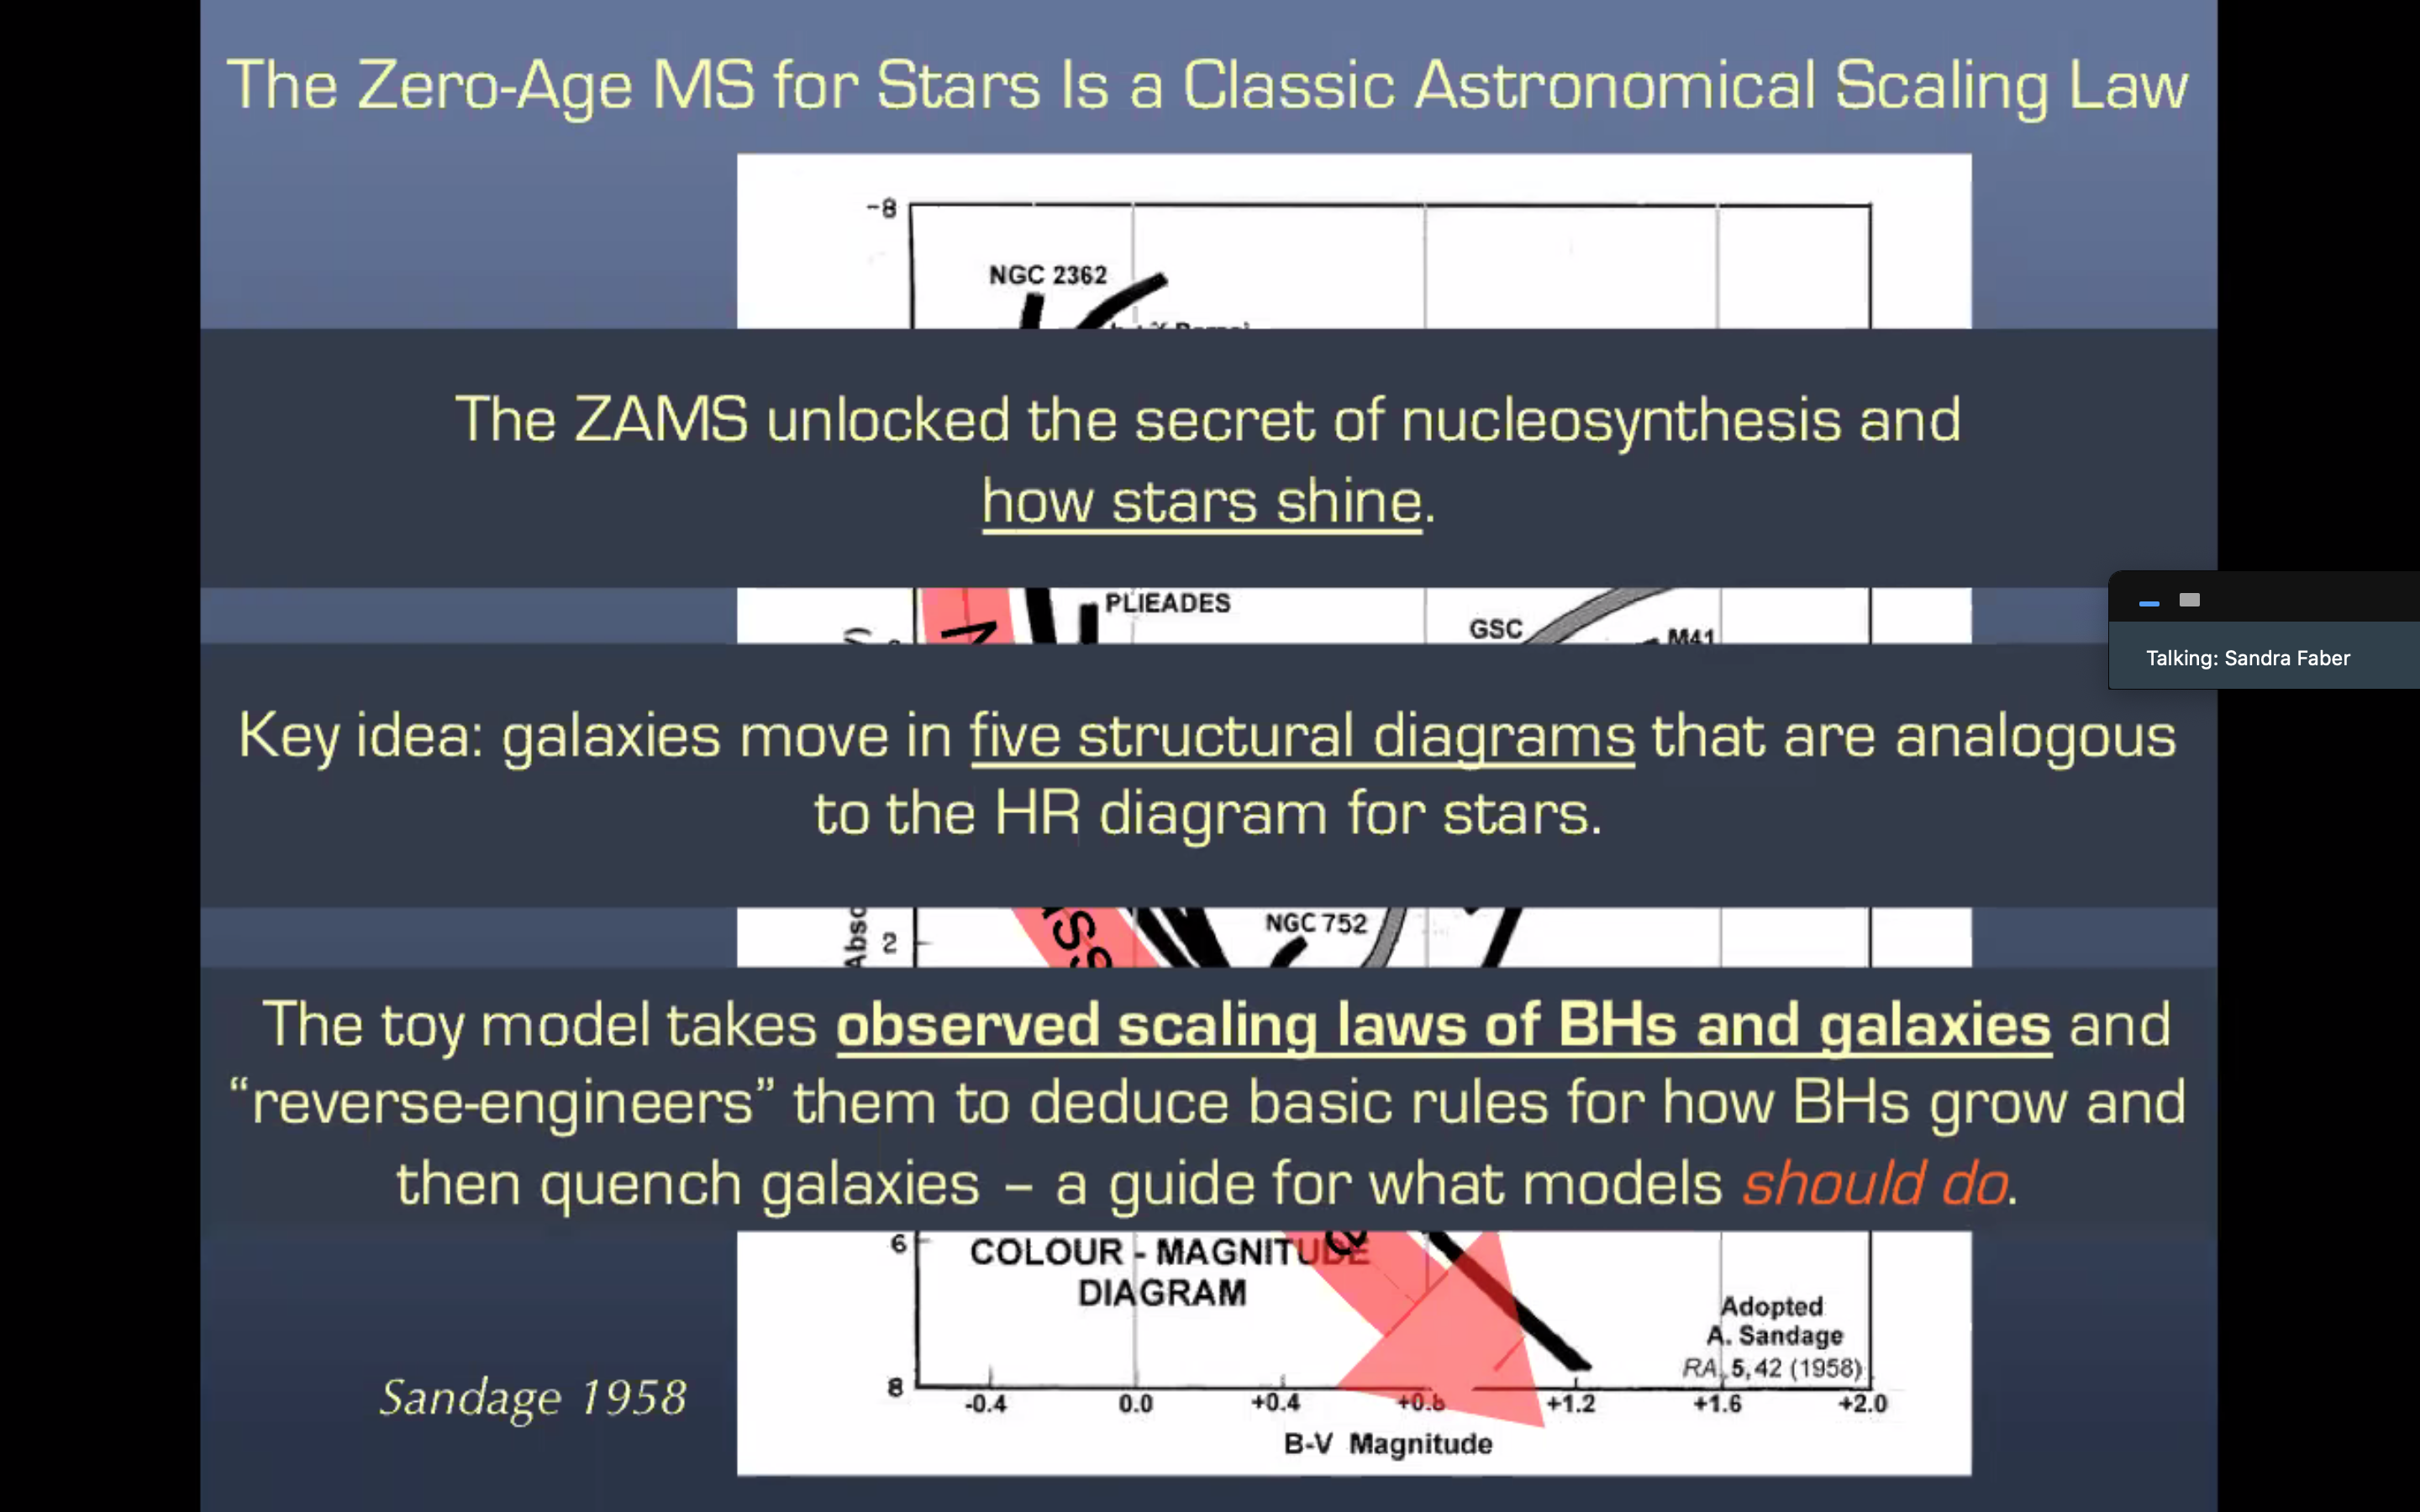 The Zero-Age MS for Stars Is a Classic Astronomical Scaling Law
-8
NGC 2362
The ZAMS unlocked the secret of nucleosynthesis and
how stars shine.
PLIEADES
GSC
M41
Talking: Sandra Faber
Key idea: galaxies move in five structural diagrams that are analogous
to the HR diagram for stars.
NGC 752
2
The toy model takes observed scaling laws of BHs and galaxies and
“reverse-engineers” them to deduce basic rules for how BHs grow and
then quench galaxies – a guide for what models should do.
6
COLOUR - MAGNITUDE
DIAGRAM
Adopted
A. Sandage
RA, 5, 42 (1958)
Sandage 1958
8
-0.4 0.0 +0.4 +1.2 +1.6 +2.0
B-V Magnitude